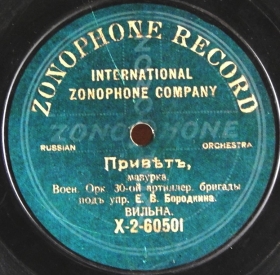 ZONOPHONE RECORD
INTERNATIONAL
ZONOPHONE COMPANY
ZONOPHONE
RUSSIAN ORCHESTRA
Привѣтъ,
мазурка.
Воен. Орк 30-ой артиллер. бригады
подъ упр. Е. В. Бородкина.
ВИЛЬНА.
X-2-60501